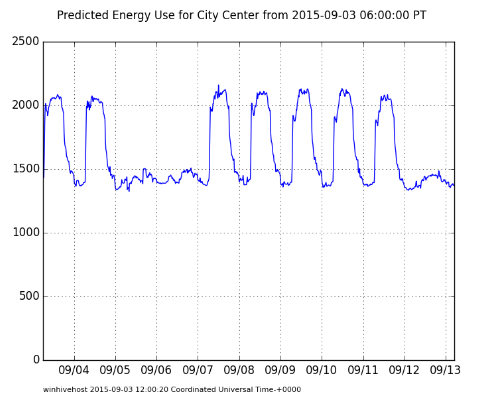 Predicted Energy Use for City Center from 2015-09-03 06:00:00 PT
2500
2000
1500
1000
500
0
09/04 09/05 09/06 09/07 09/08 09/09 09/10 09/11 09/12 09/13
winhivehost 2015-09-03 12:00:20 Coordinated Universal Time-+0000